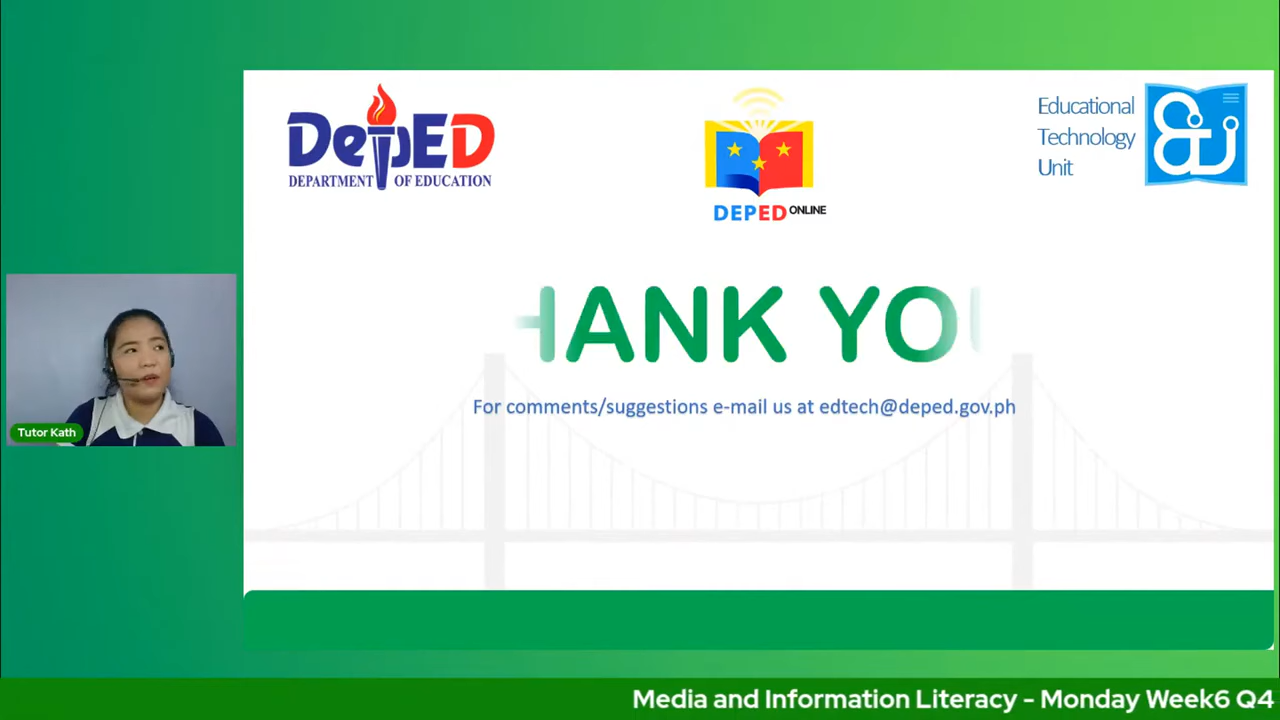 DepED
DEPARTMENT OF EDUCATION
DEPED ONLINE
Educational
Technology
Unit
HANK YOU
For comments/suggestions e-mail us at edtech@deped.gov.ph
Tutor Kath
Media and Information Literacy - Monday Week6 Q4